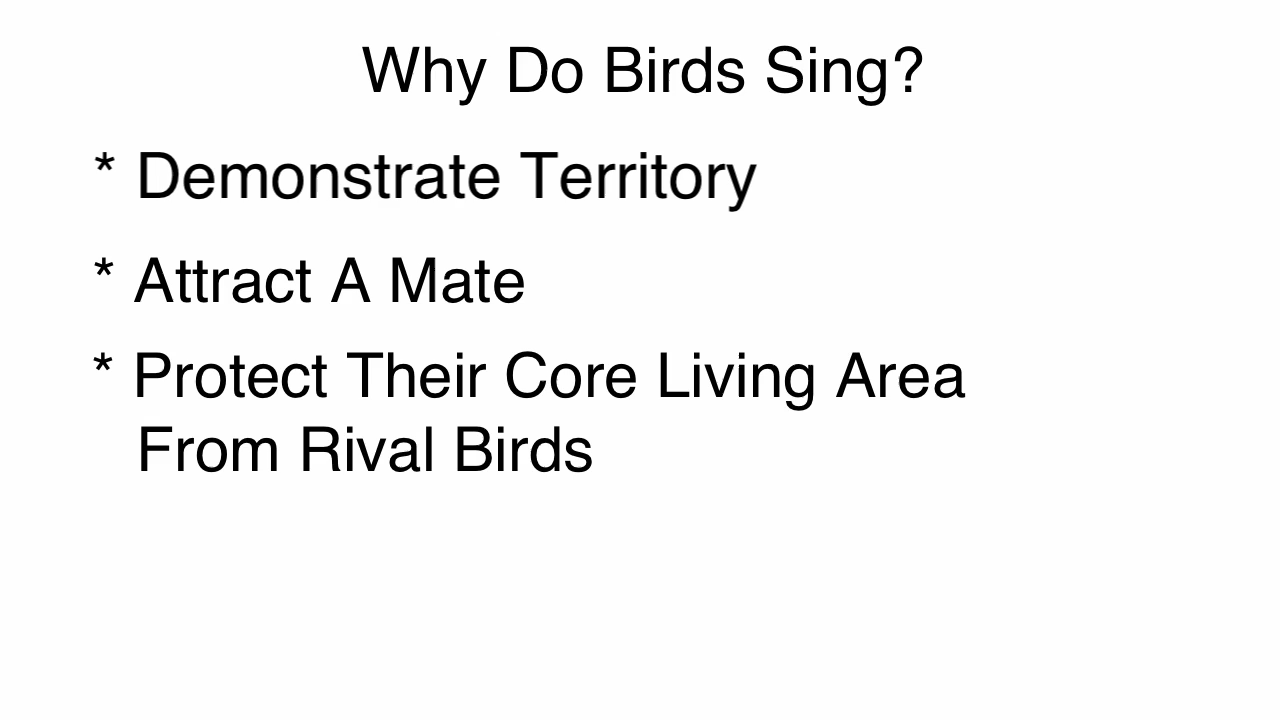 Why Do Birds Sing?
* Demonstrate Territory
* Attract A Mate
* Protect Their Core Living Area
From Rival Birds